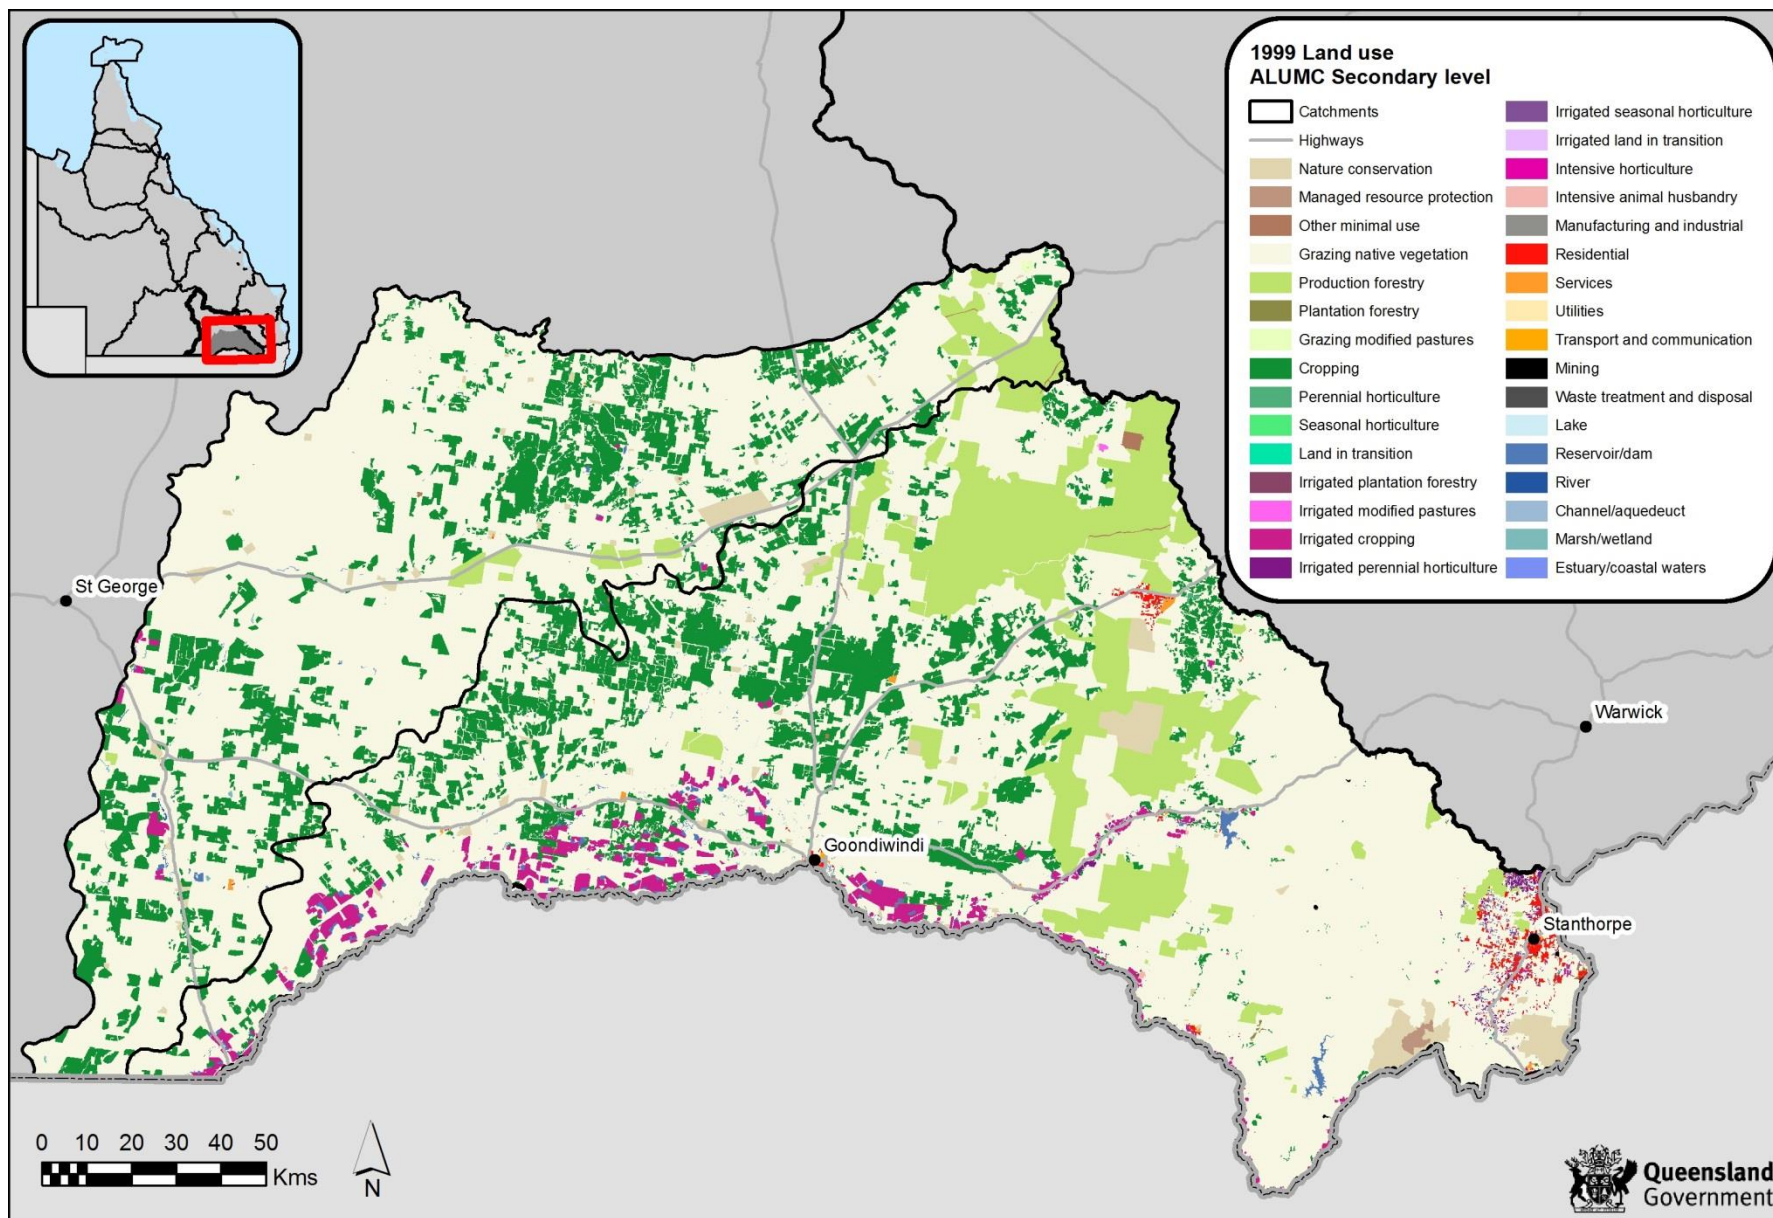 1999 Land use
ALUMC Secondary level
Catchments
Highways
Nature conservation
Managed resource protection
Other minimal use
Grazing native vegetation
Production forestry
Plantation forestry
Grazing modified pastures
Cropping
Perennial horticulture
Seasonal horticulture
Land in transition
Irrigated plantation forestry
Irrigated modified pastures
Irrigated cropping
Irrigated perennial horticulture
Irrigated seasonal horticulture
Irrigated land in transition
Intensive horticulture
Intensive animal husbandry
Manufacturing and industrial
Residential
Services
Utilities
Transport and communication
Mining
Waste treatment and disposal
Lake
Reservoir/dam
River
Channel/aquedeuct
Marsh/wetland
Estuary/coastal waters
St George
Warwick
Goondiwindi
Stanthorpe
0 10 20 30 40 50
Kms
N
Queensland
Government